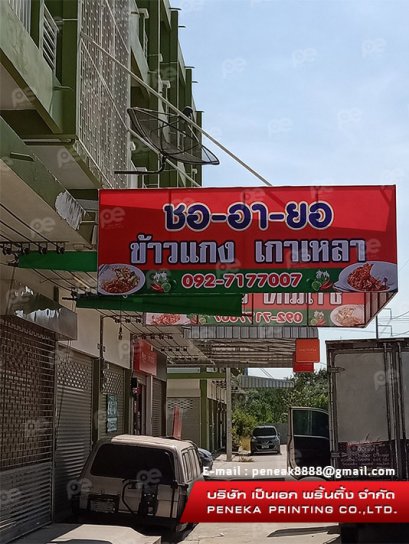 ชอ-อา-ยอ
ข้าวแกง เกาเหลา
092-7177007
092-7177007
E-mail : peneak8888@gmail.com
บริษัท เป็นเอก พริ้นติ้ง จำกัด
PENEKA PRINTING CO.,LTD.